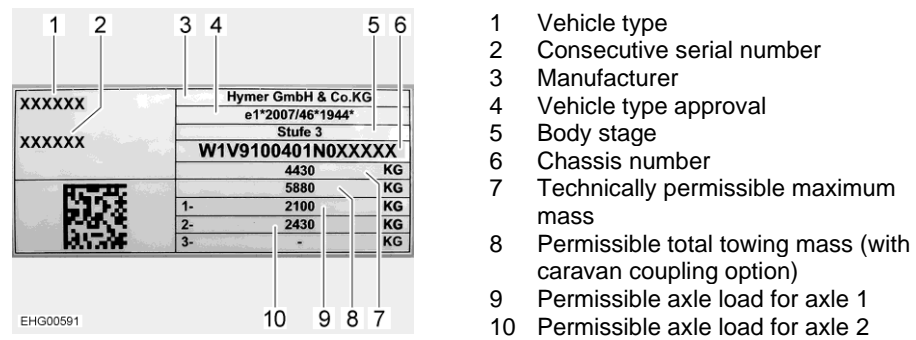 1 2 3 4 5 6
XXXXXX
XXXXXX
Hymer GmbH & Co.KG
e1*2007/46*1944*
Stufe 3
W1V9100401N0XXXXX
4430 KG
5880 KG
1- 2100 KG
2- 2430 KG
3- - KG
EHG00591
10 9 8 7
1 Vehicle type
2 Consecutive serial number
3 Manufacturer
4 Vehicle type approval
5 Body stage
6 Chassis number
7 Technically permissible maximum
mass
8 Permissible total towing mass (with
caravan coupling option)
9 Permissible axle load for axle 1
10 Permissible axle load for axle 2